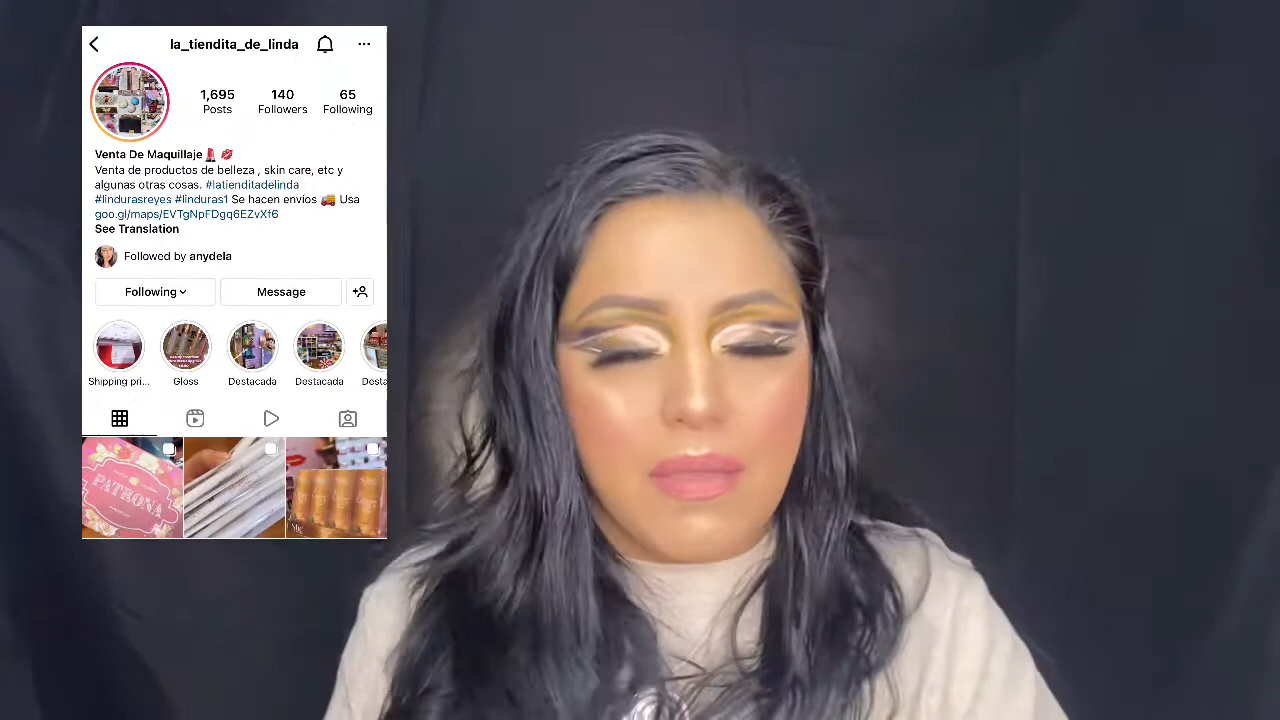 la_tiendita_de_linda
1,695 140 65
Posts Followers Following
Venta De Maquillaje💄 💋
Venta de productos de belleza , skin care, etc y
algunas otras cosas. #latienditadelinda
#lindurasreyes #linduras1 Se hacen envíos 🚚 Usa
goo.gl/maps/EVTgNpFDgq6EZvXf6
See Translation
Followed by anydela
Following Message
Shipping pri... Gloss Destacada Destacada Desta
PATRONA